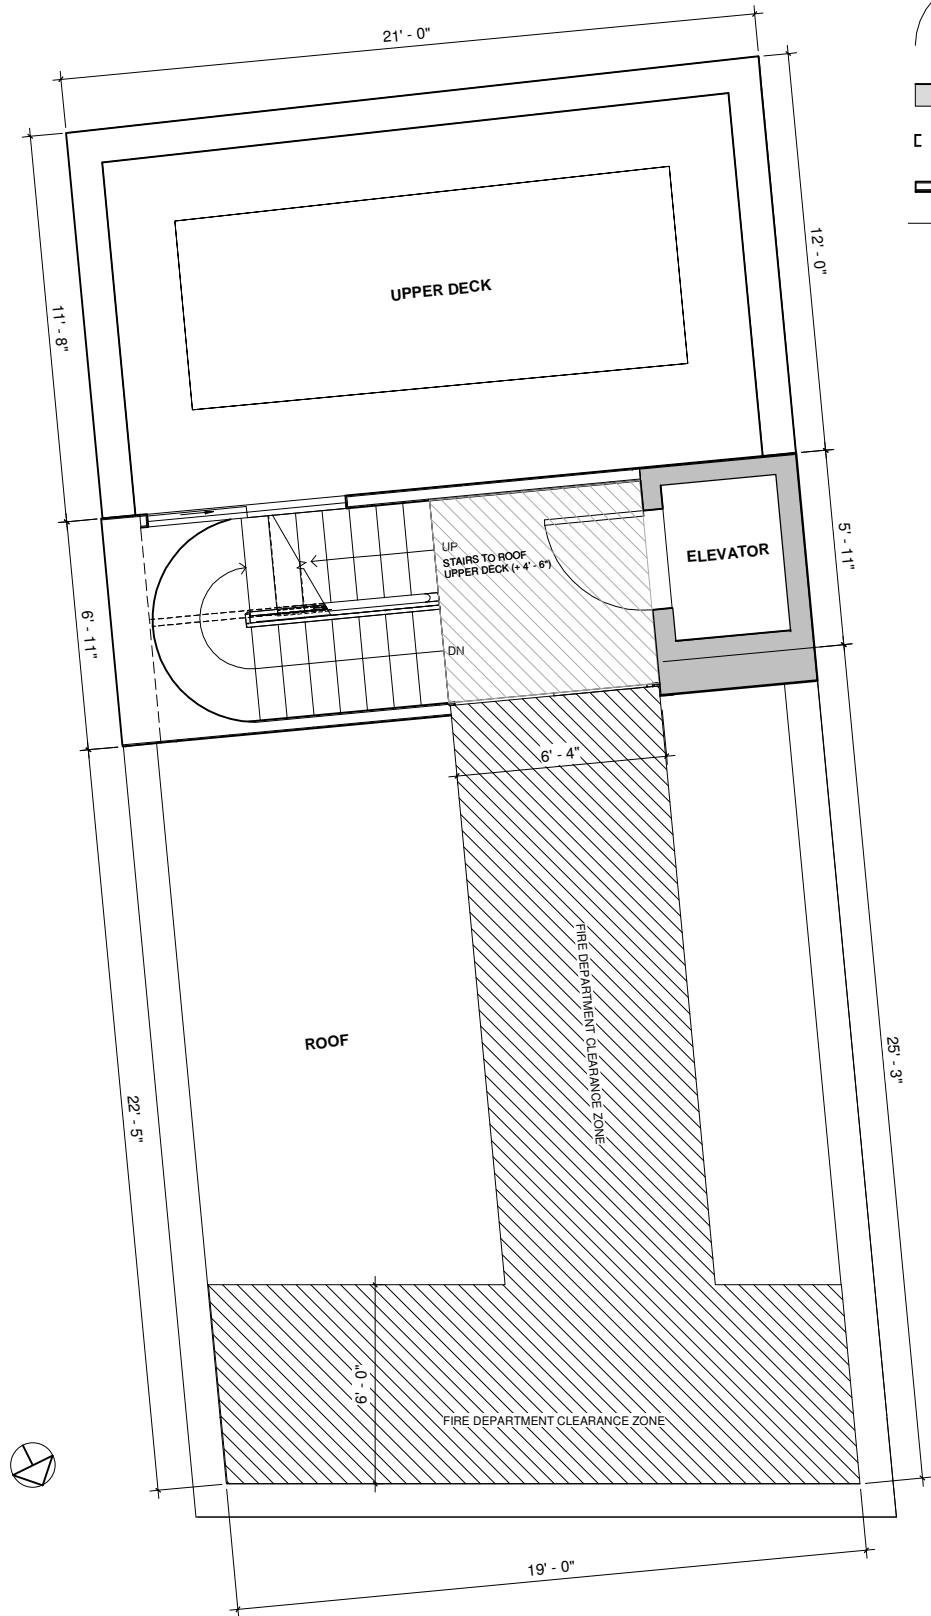 21' - 0"
12' - 0"
11' - 8"
UPPER DECK
UP
STAIRS TO ROOF
UPPER DECK (+ 4' - 6")
ELEVATOR
5' - 11"
6' - 11"
DN
6' - 4"
FIRE DEPARTMENT CLEARANCE ZONE
ROOF
25' - 3"
22' - 5"
6' - 0"
FIRE DEPARTMENT CLEARANCE ZONE
19' - 0"